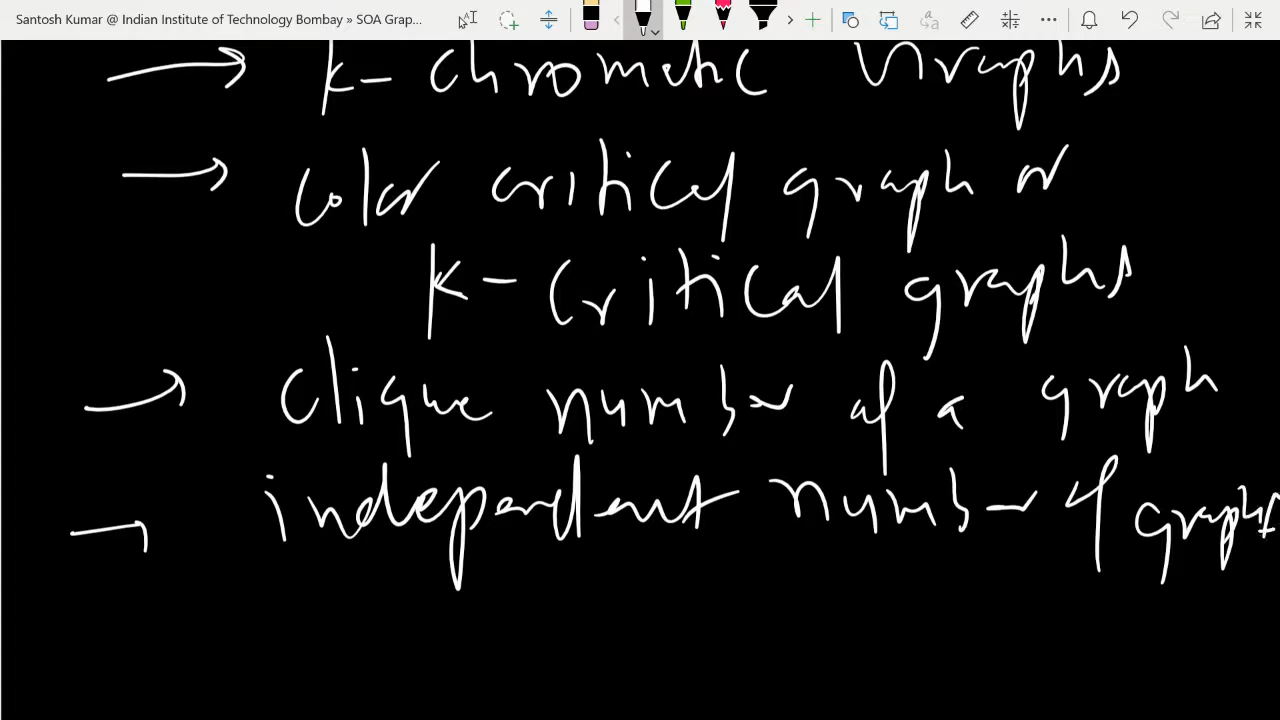 Santosh Kumar @ Indian Institute of Technology Bombay » SOA Grap...
→ k-chromatic Graphs
→ color critical graph or
k-critical graphs
→ clique number of a graph
→ independent number of graphs